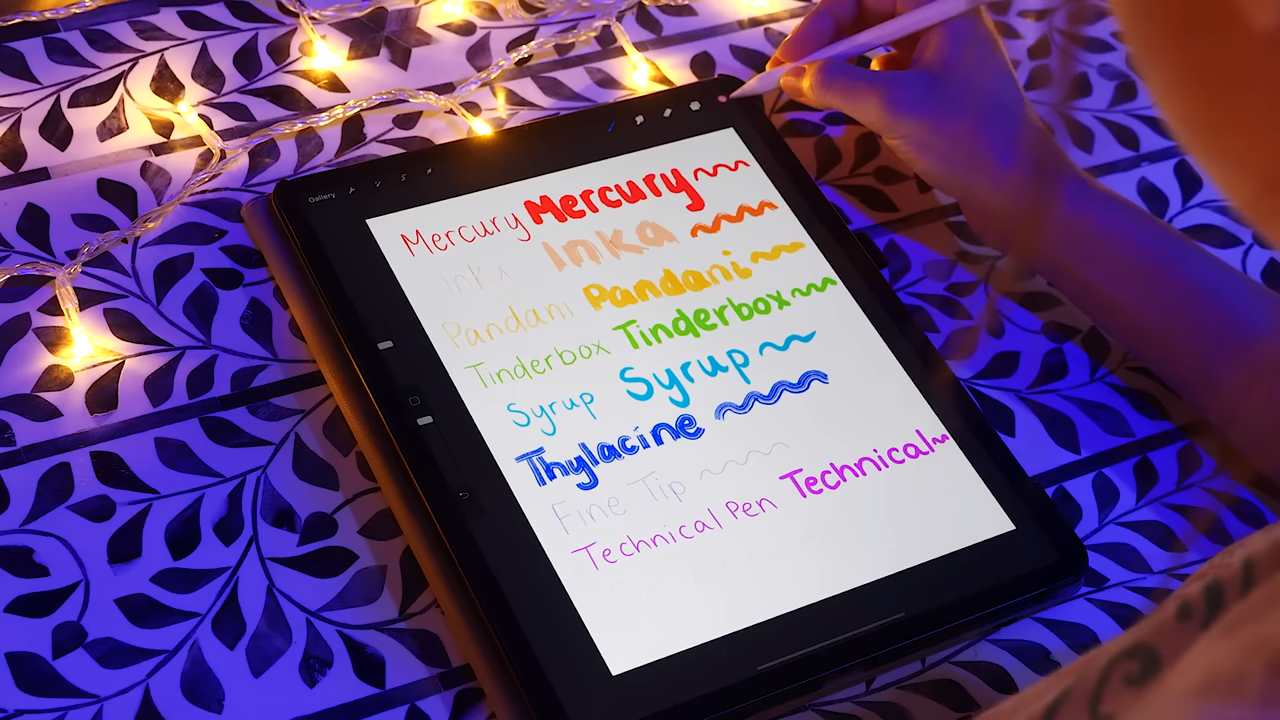 Gallery
Mercury Mercury
Inka Inka
Pandani Pandani
Tinderbox Tinderbox
Syrup Syrup
Thylacine
Fine Tip
Technical Pen Technical